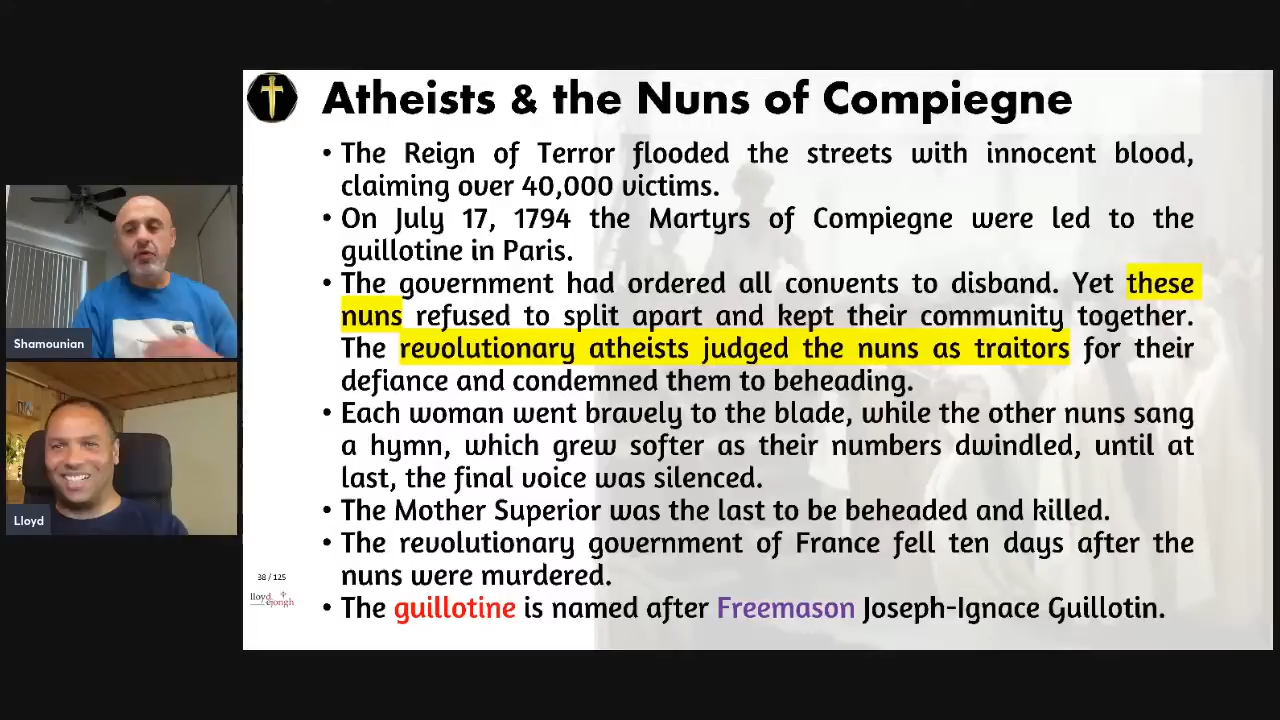 Atheists & the Nuns of Compiegne
• The Reign of Terror flooded the streets with innocent blood,
claiming over 40,000 victims.
• On July 17, 1794 the Martyrs of Compiegne were led to the
guillotine in Paris.
• The government had ordered all convents to disband. Yet these
nuns refused to split apart and kept their community together.
The revolutionary atheists judged the nuns as traitors for their
defiance and condemned them to beheading.
• Each woman went bravely to the blade, while the other nuns sang
a hymn, which grew softer as their numbers dwindled, until at
last, the final voice was silenced.
• The Mother Superior was the last to be beheaded and killed.
• The revolutionary government of France fell ten days after the
nuns were murdered.
• The guillotine is named after Freemason Joseph-Ignace Guillotin.
Shamounian
Lloyd
38 / 125
lloyd
de jongh